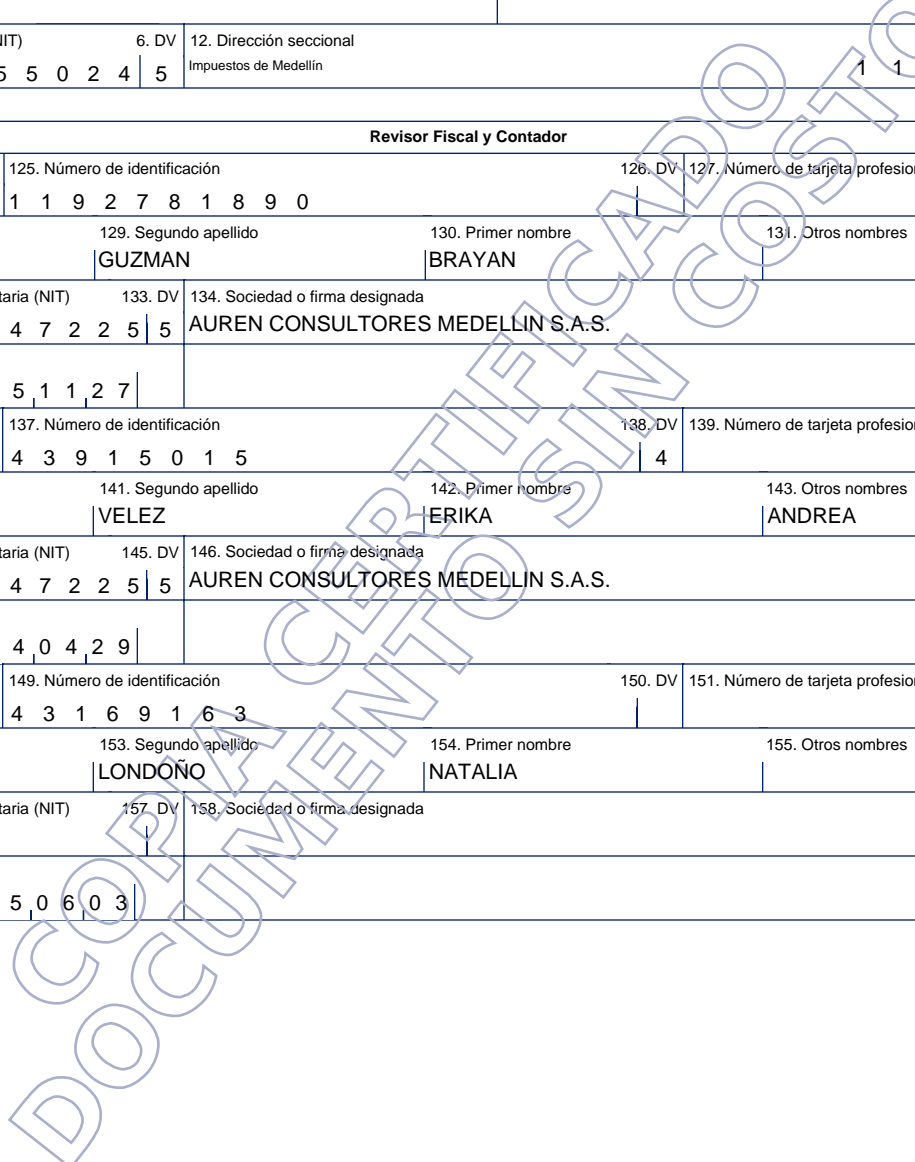 NIT) 6. DV 12. Dirección seccional
5 5 0 2 4 5 Impuestos de Medellín 1 1
Revisor Fiscal y Contador
125. Número de identificación 126. DV 127. Número de tarjeta profesion
1 1 9 2 7 8 1 8 9 0
129. Segundo apellido 130. Primer nombre 131. Otros nombres
GUZMAN BRAYAN
taria (NIT) 133. DV 134. Sociedad o firma designada
4 7 2 2 5 5 AUREN CONSULTORES MEDELLIN S.A.S.
5 1 1 2 7
137. Número de identificación 138. DV 139. Número de tarjeta profesion
4 3 9 1 5 0 1 5 4
141. Segundo apellido 142. Primer nombre 143. Otros nombres
VELEZ ERIKA ANDREA
taria (NIT) 145. DV 146. Sociedad o firma designada
4 7 2 2 5 5 AUREN CONSULTORES MEDELLIN S.A.S.
4 0 4 2 9
149. Número de identificación 150. DV 151. Número de tarjeta profesion
4 3 1 6 9 1 6 3
153. Segundo apellido 154. Primer nombre 155. Otros nombres
LONDOÑO NATALIA
taria (NIT) 157. DV 158. Sociedad o firma designada
5 0 6 0 3
COPIA CERTIFICADO
DOCUMENTO SIN COSTO